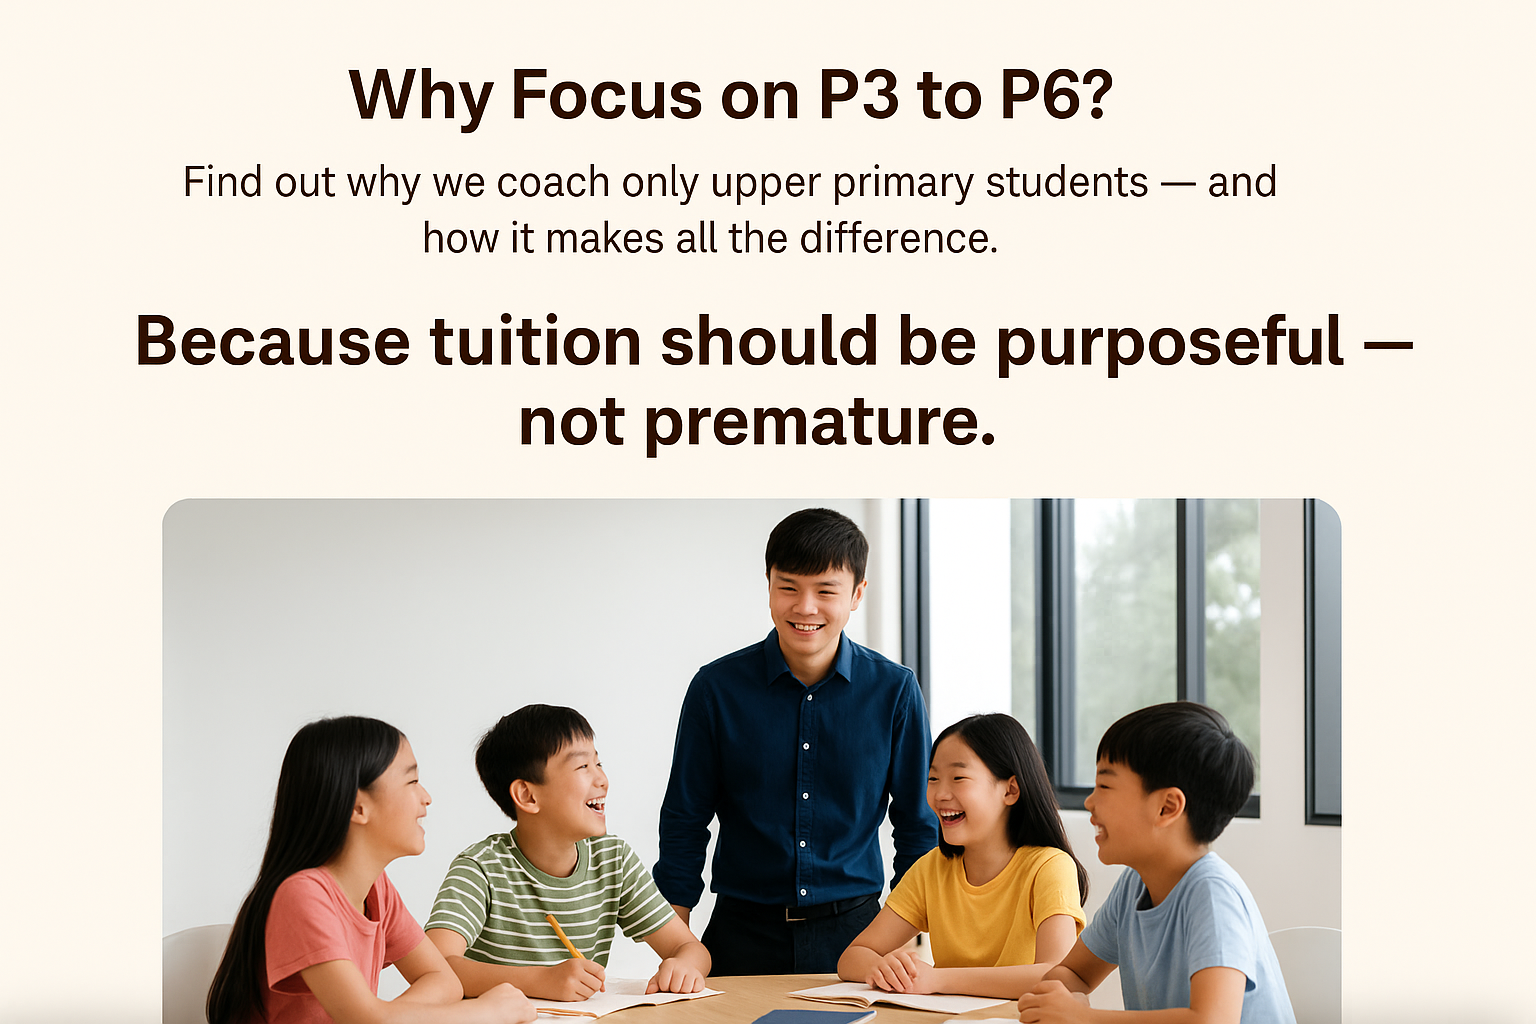 Why Focus on P3 to P6?
Find out why we coach only upper primary students — and
how it makes all the difference.
Because tuition should be purposeful —
not premature.